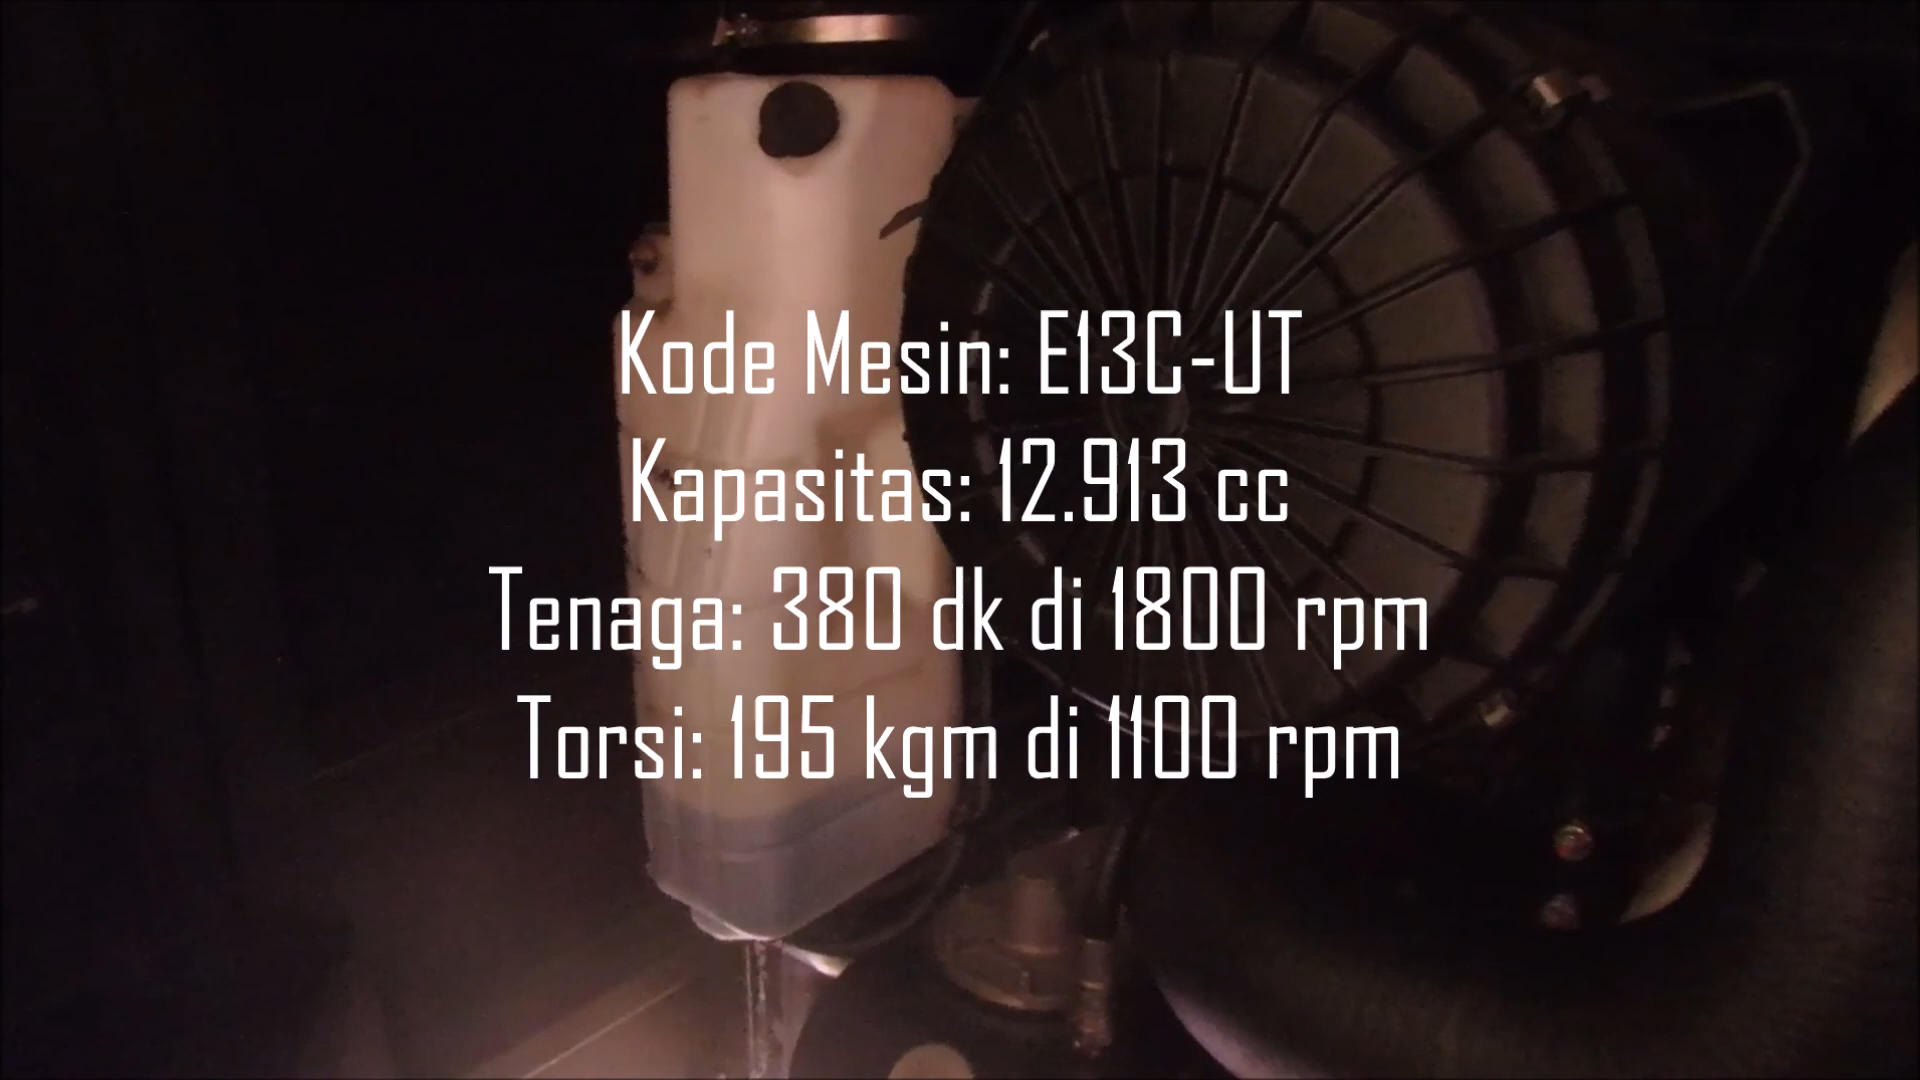 Kode Mesin: E13C-UT
Kapasitas: 12.913 cc
Tenaga: 380 dk di 1800 rpm
Torsi: 195 kgm di 1100 rpm